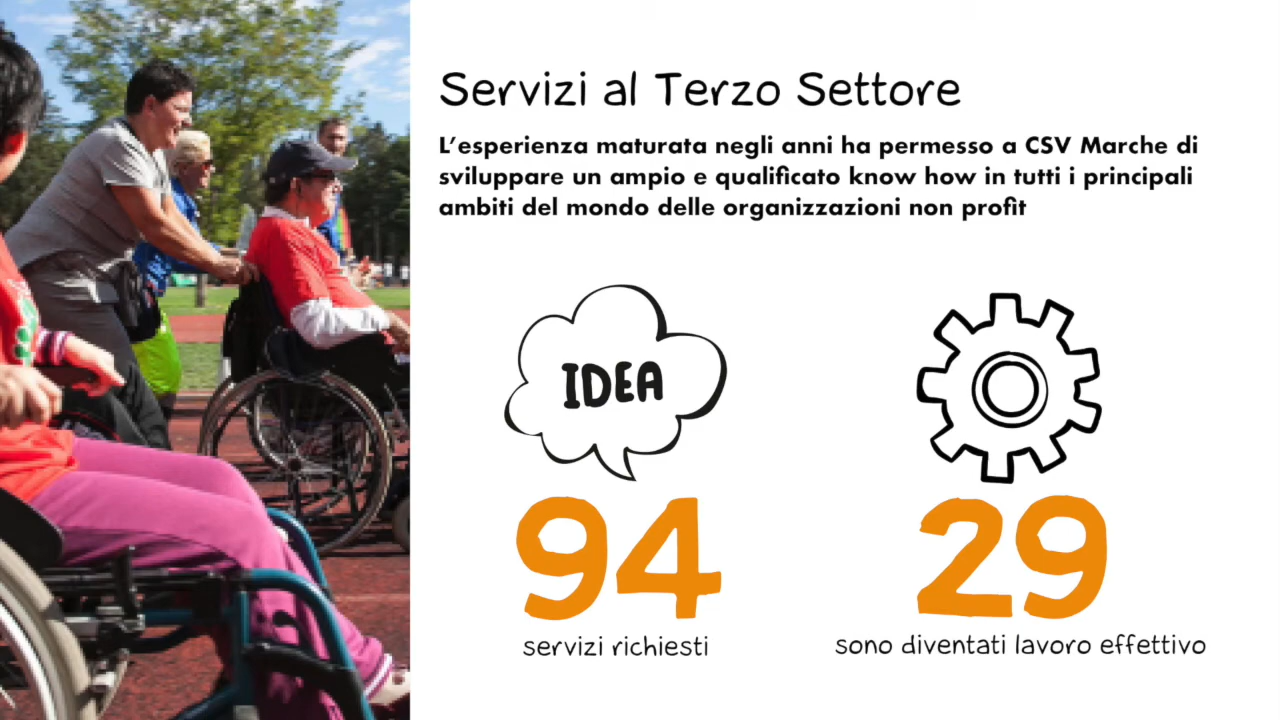 Servizi al Terzo Settore
L'esperienza maturata negli anni ha permesso a CSV Marche di
sviluppare un ampio e qualificato know how in tutti i principali
ambiti del mondo delle organizzazioni non profit
IDEA
94
servizi richiesti
29
sono diventati lavoro effettivo